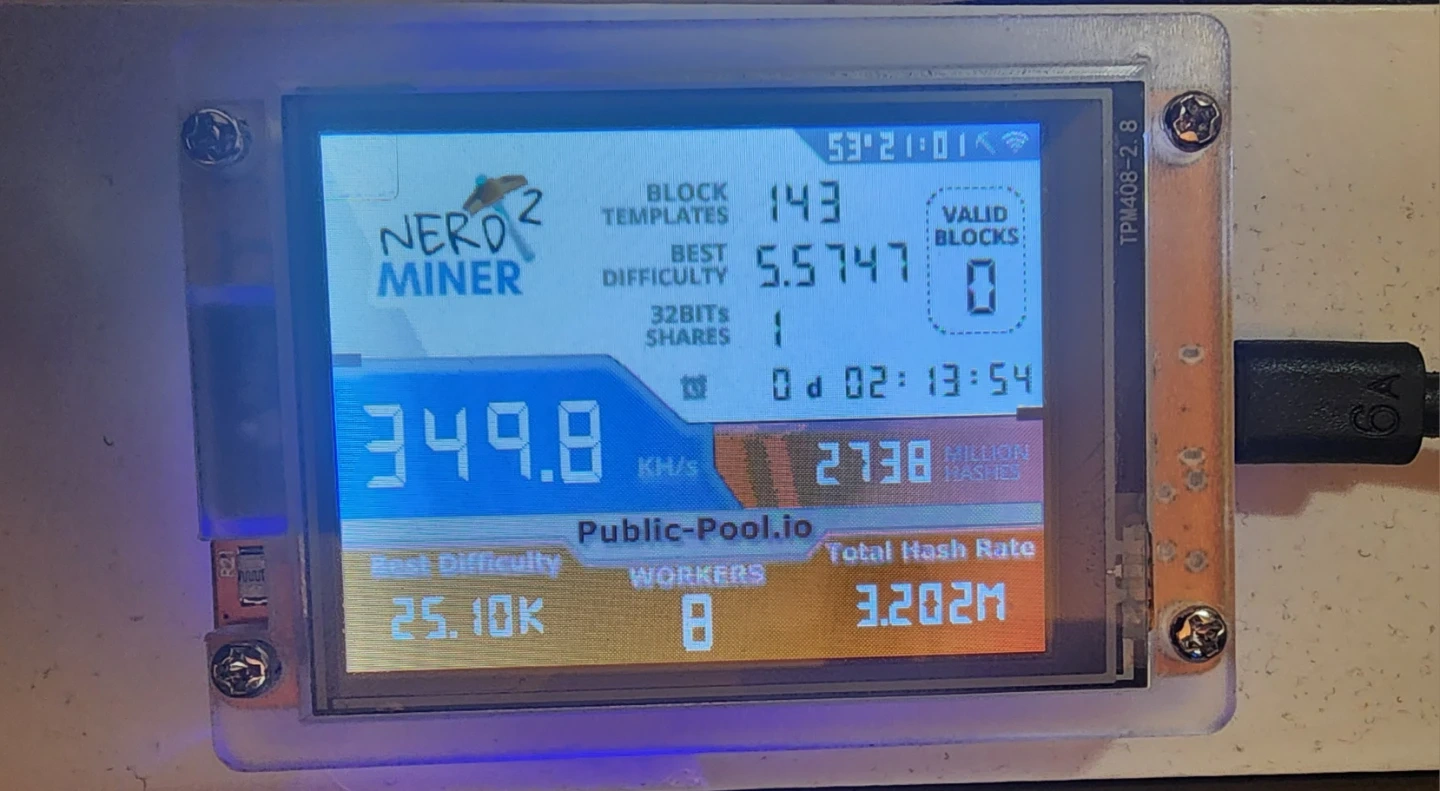 53°21:01
BLOCK TEMPLATES 143
BEST DIFFICULTY 5.5747
32BITs SHARES 1
VALID BLOCKS 0
NERD 2
MINER
0 d 02:13:54
349.8 KH/s
2738 MILLION HASHES
Public-Pool.io
Best Difficulty WORKERS Total Hash Rate
25.10K 8 3.202M
TPM408-2.8
R21
6A